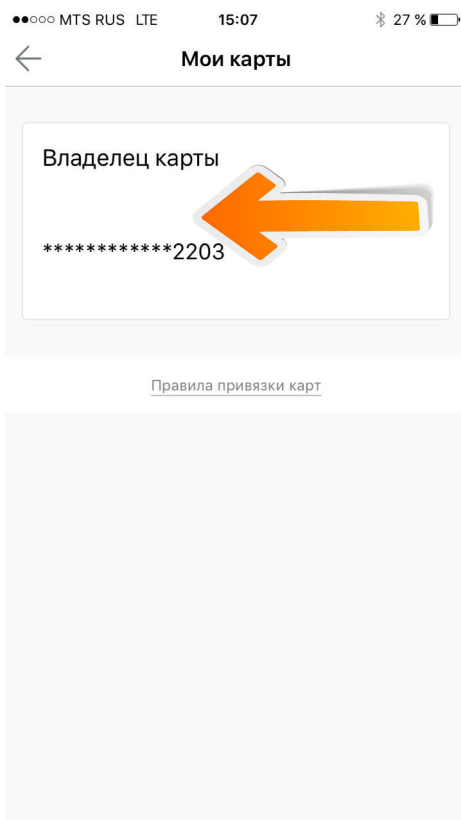 MTS RUS LTE 15:07 27 %
Мои карты
Владелец карты
************2203
Правила привязки карт